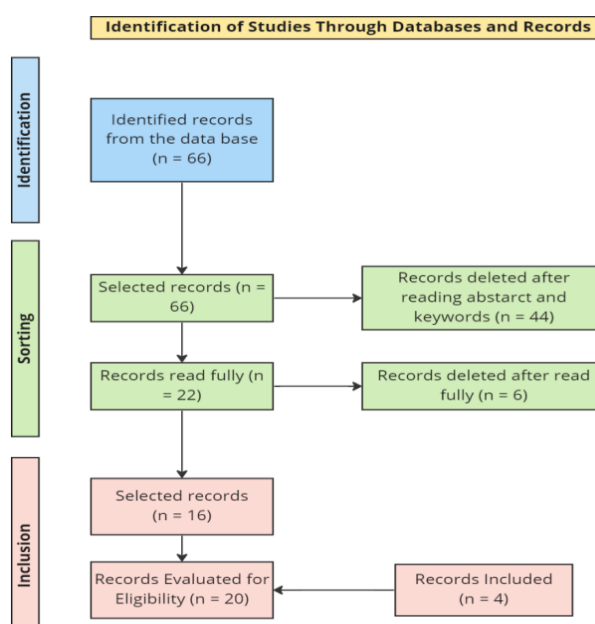 Identification of Studies Through Databases and Records
Identification
Identified records
from the data base
(n = 66)
Sorting
Selected records (n =
66)
Records deleted after
reading abstarct and
keywords (n = 44)
Records read fully (n
= 22)
Records deleted after read
fully (n = 6)
Inclusion
Selected records
(n = 16)
Records Evaluated for
Eligibility (n = 20)
Records Included
(n = 4)